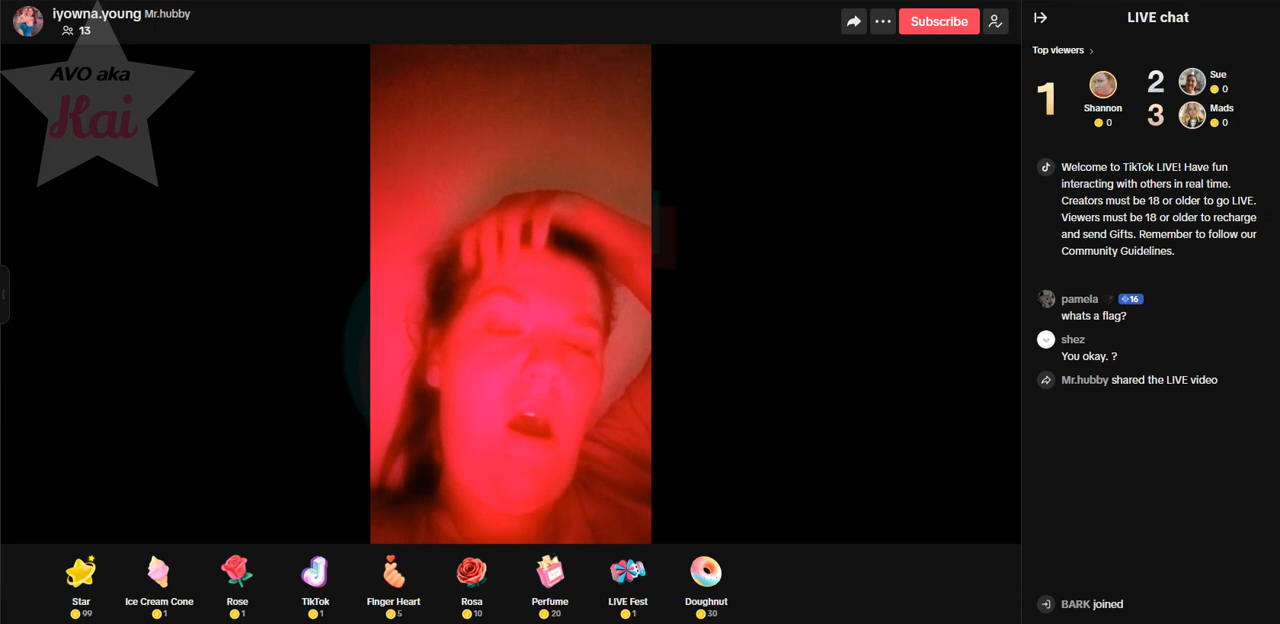 iyowna.young Mr.hubby
13
AVO aka
Kai
Subscribe
LIVE chat
Top viewers
1
Shannon
0
2
Sue
0
3
Mads
0
Welcome to TikTok LIVE! Have fun
interacting with others in real time.
Creators must be 18 or older to go LIVE.
Viewers must be 18 or older to recharge
and send Gifts. Remember to follow our
Community Guidelines.
pamela 16
whats a flag?
shez
You okay. ?
Mr.hubby shared the LIVE video
BARK joined
Star
99
Ice Cream Cone
1
Rose
1
TikTok
1
Finger Heart
5
Rosa
10
Perfume
20
LIVE Fest
1
Doughnut
30